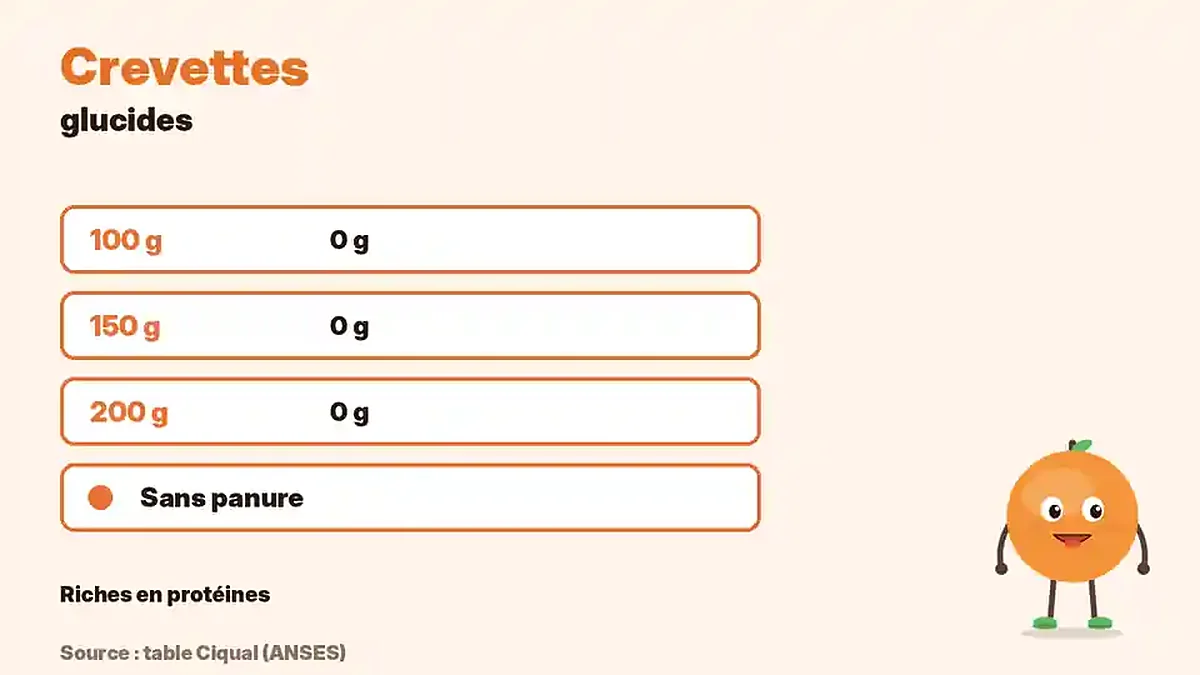 Crevettes
glucides
100 g 0 g
150 g 0 g
200 g 0 g
Sans panure
Riches en protéines
Source : table Ciqual (ANSES)